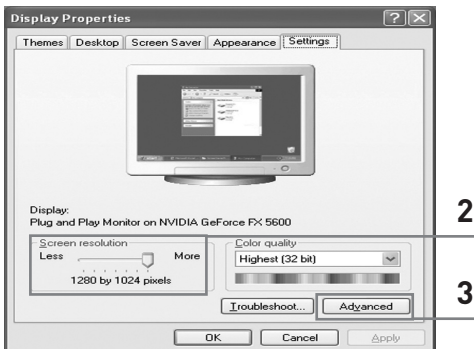 Display Properties
Themes Desktop Screen Saver Appearance Settings
Display:
Plug and Play Monitor on NVIDIA GeForce FX 5600
Screen resolution
Less More
1280 by 1024 pixels
Color quality
Highest (32 bit)
2
Troubleshoot... Advanced
3
OK Cancel Apply